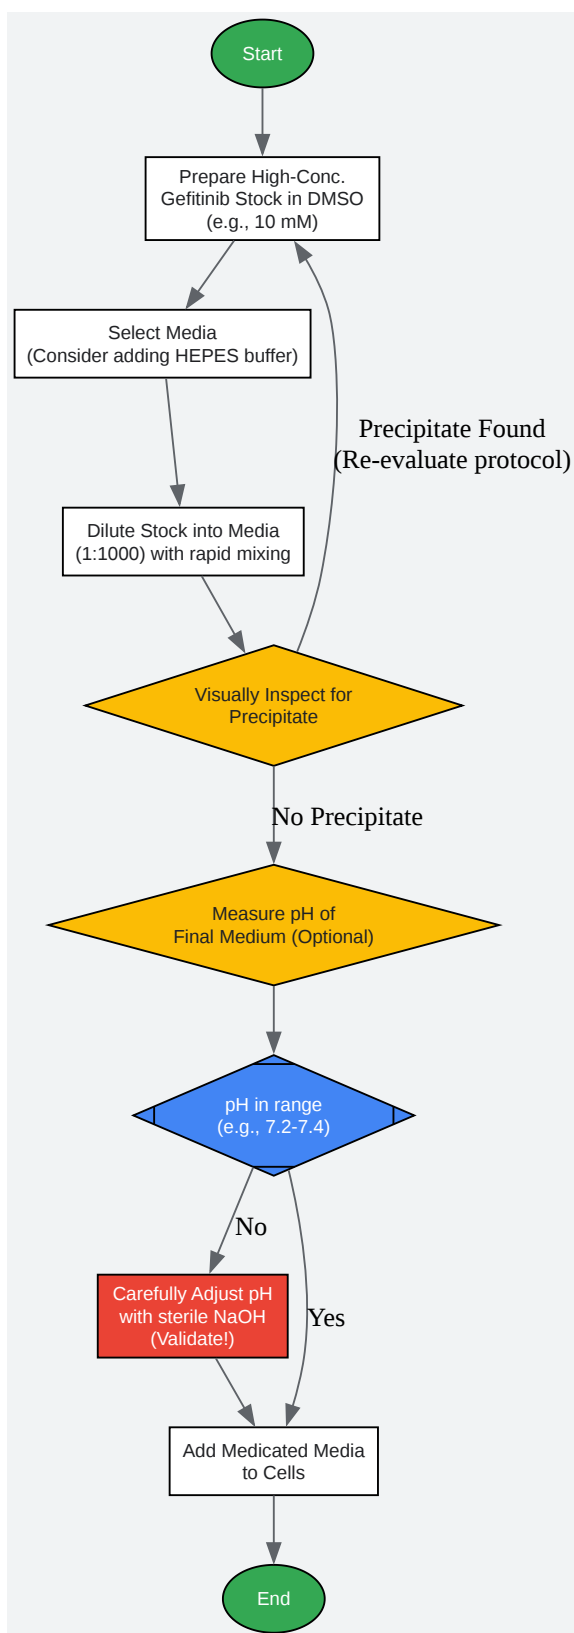 Start
Prepare High-Conc.
Gefitinib Stock in DMSO
(e.g., 10 mM)
Select Media
(Consider adding HEPES buffer)
Precipitate Found
(Re-evaluate protocol)
Dilute Stock into Media
(1:1000) with rapid mixing
Visually Inspect for
Precipitate
No Precipitate
Measure pH of
Final Medium (Optional)
pH in range
(e.g., 7.2-7.4)
No
Carefully Adjust pH
with sterile NaOH
(Validate!)
Yes
Add Medicated Media
to Cells
End